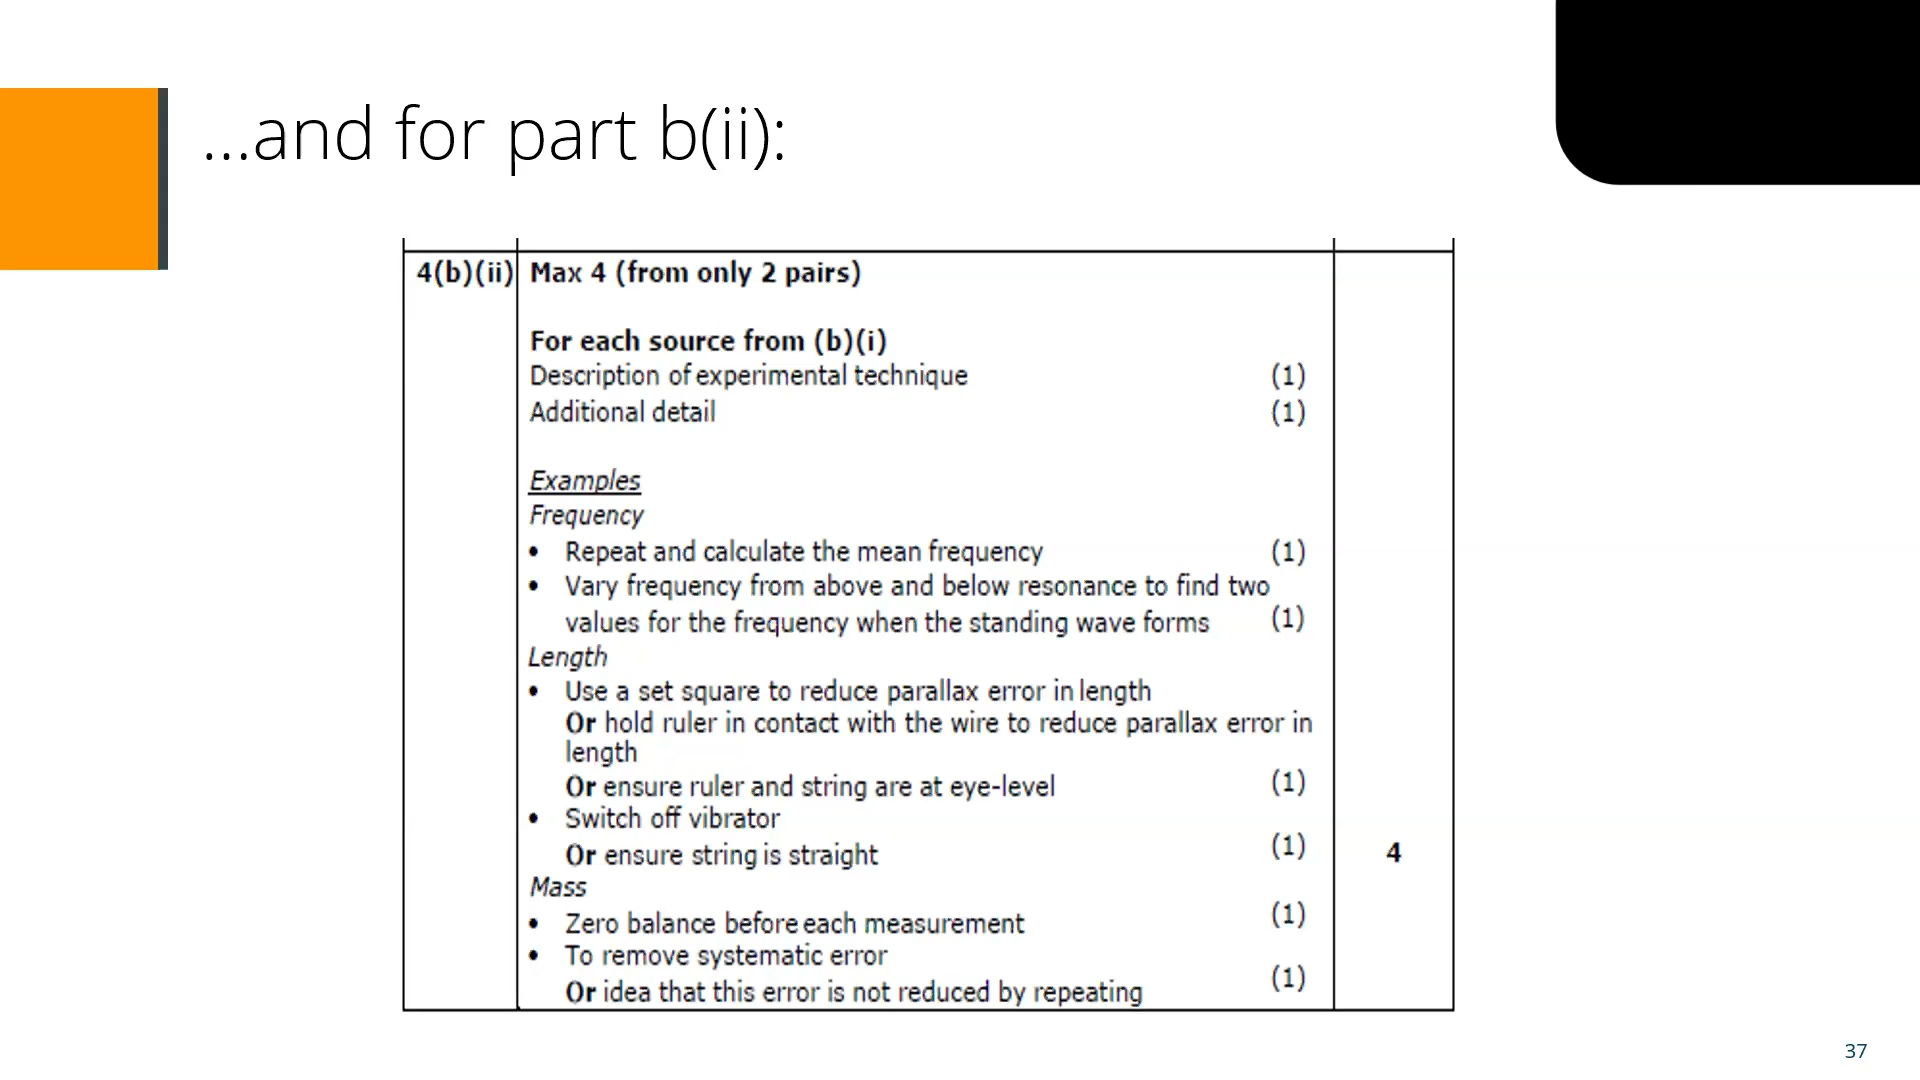 ...and for part b(ii):
4(b)(ii) Max 4 (from only 2 pairs)
For each source from (b)(i)
Description of experimental technique (1)
Additional detail (1)
Examples
Frequency
• Repeat and calculate the mean frequency (1)
• Vary frequency from above and below resonance to find two
values for the frequency when the standing wave forms (1)
Length
• Use a set square to reduce parallax error in length
Or hold ruler in contact with the wire to reduce parallax error in
length
Or ensure ruler and string are at eye-level (1)
• Switch off vibrator
Or ensure string is straight (1) 4
Mass
• Zero balance before each measurement (1)
• To remove systematic error
Or idea that this error is not reduced by repeating (1)
37